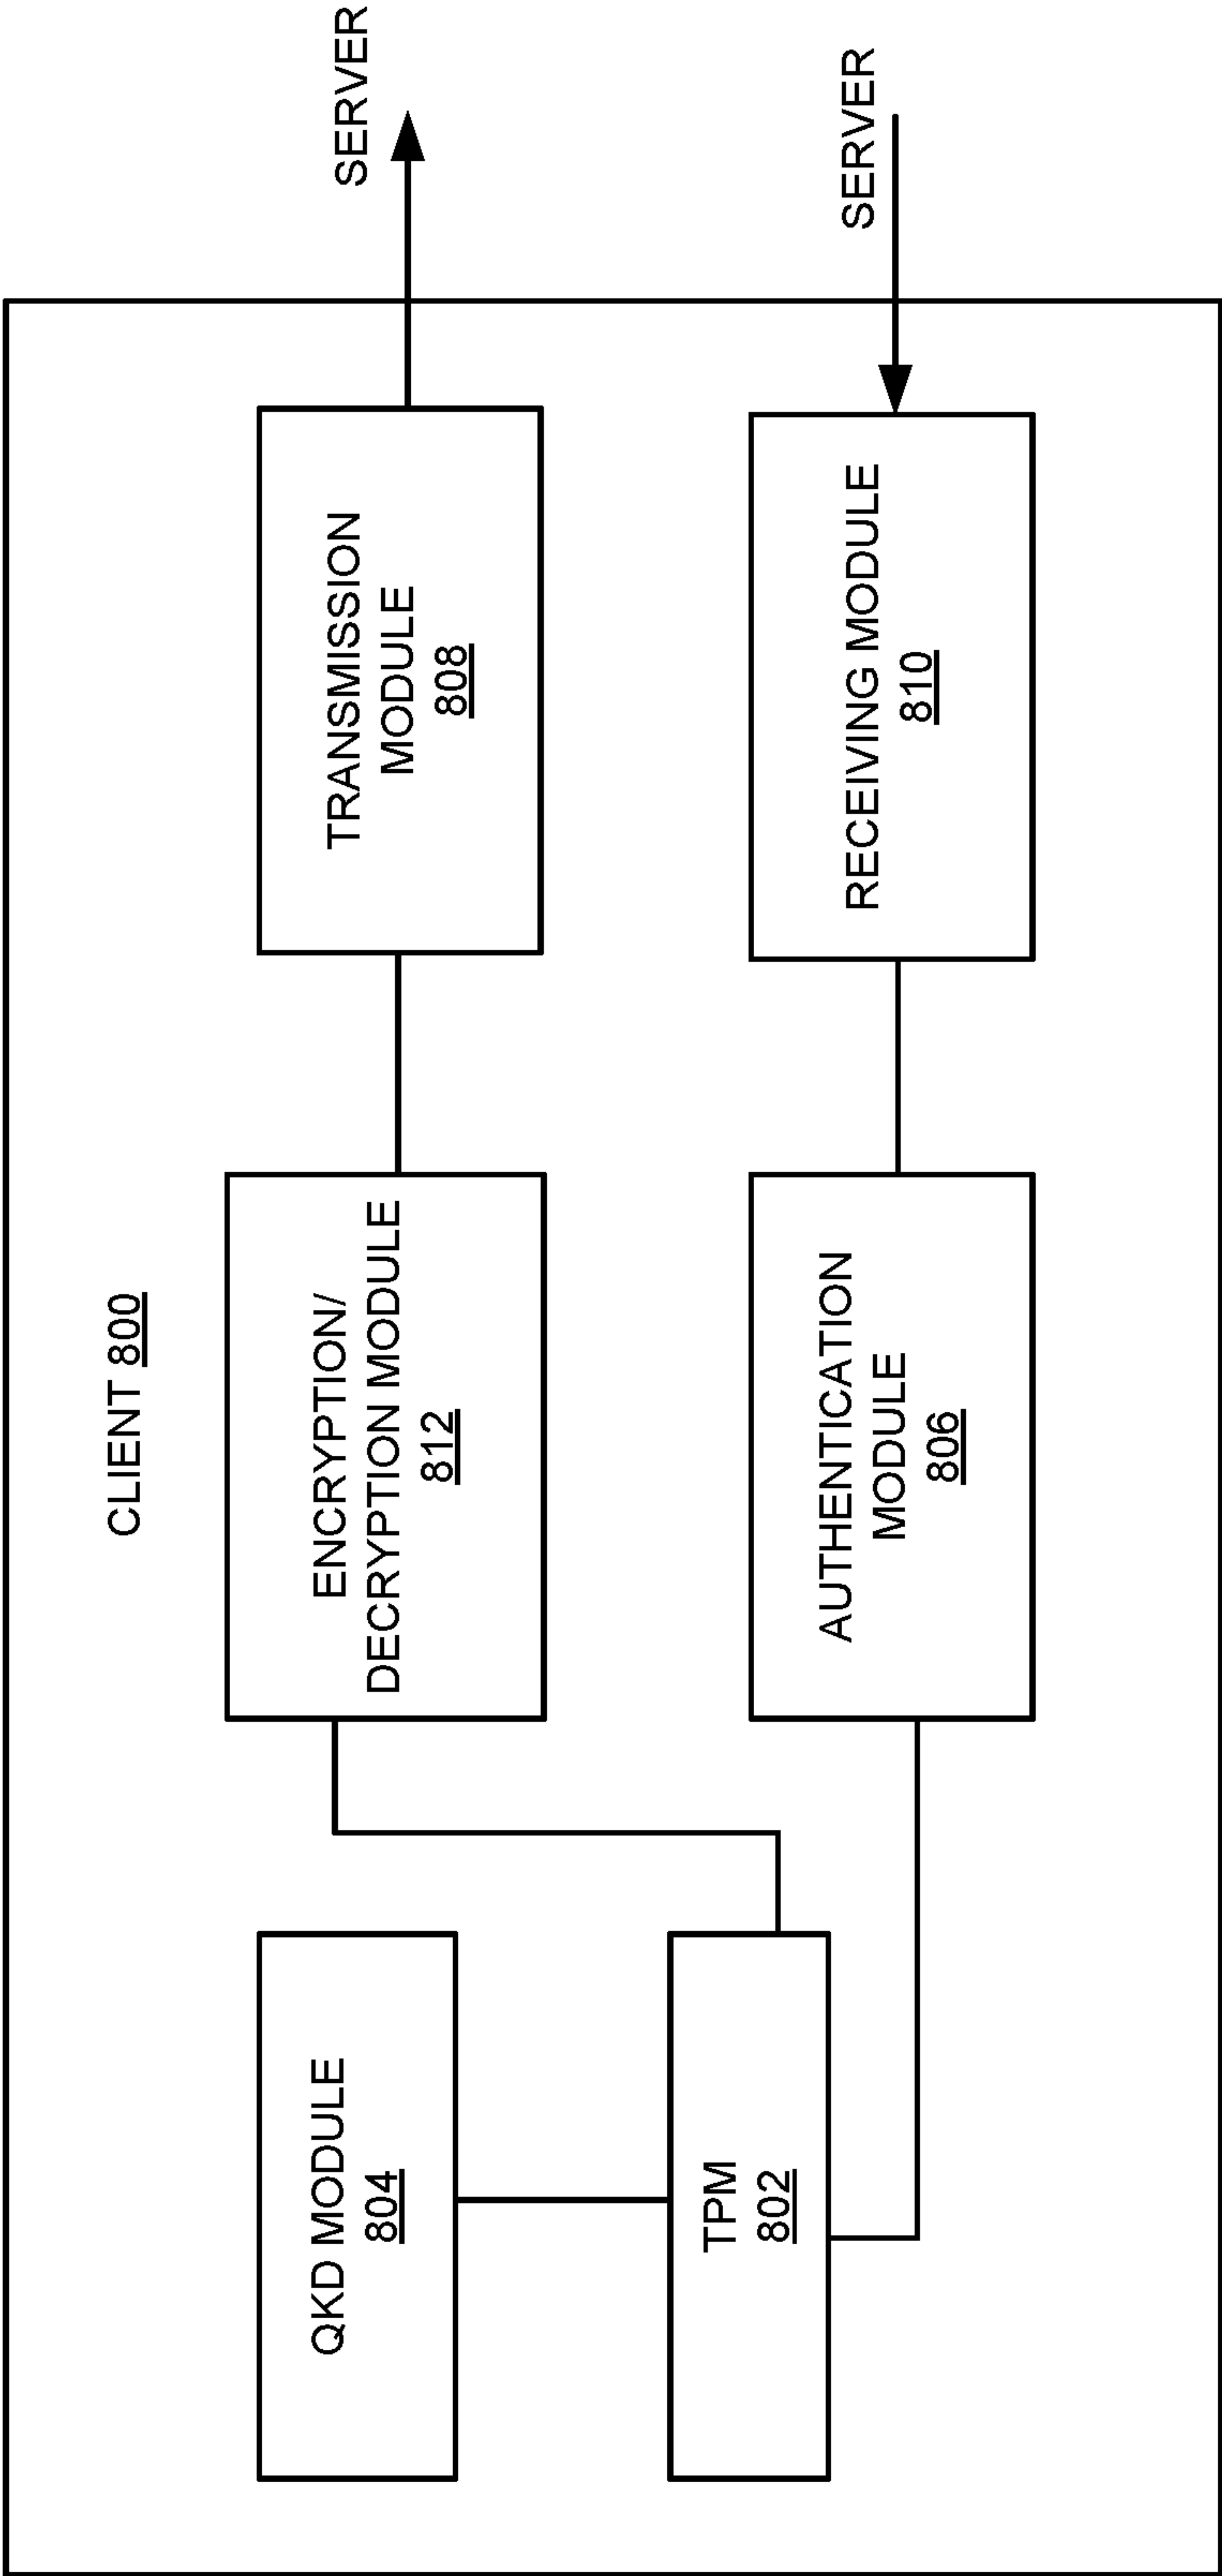 CLIENT 800
QKD MODULE
804
ENCRYPTION/
DECRYPTION MODULE
812
TRANSMISSION
MODULE
808
SERVER
TPM
802
AUTHENTICATION
MODULE
806
RECEIVING MODULE
810
SERVER